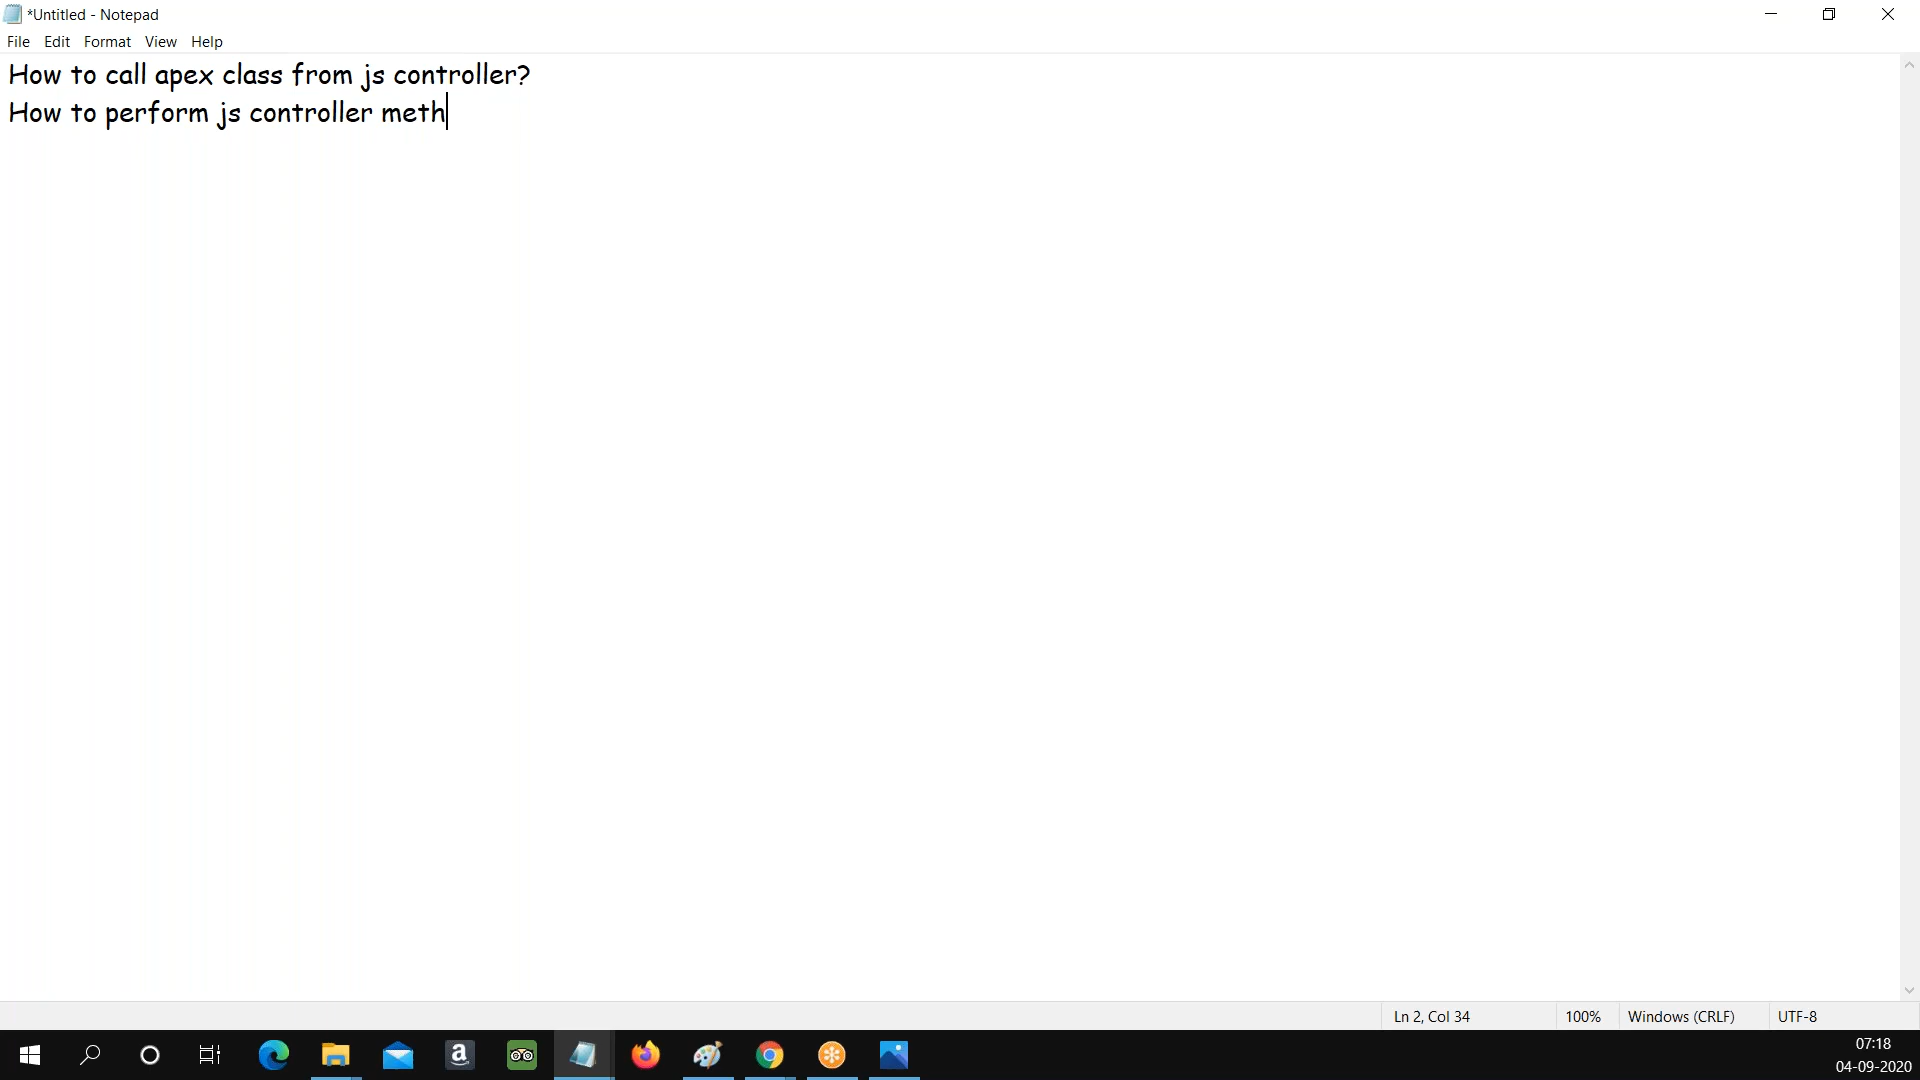 *Untitled - Notepad
File Edit Format View Help
How to call apex class from js controller?
How to perform js controller meth
Ln 2, Col 34 100% Windows (CRLF) UTF-8
a
07:18
04-09-2020